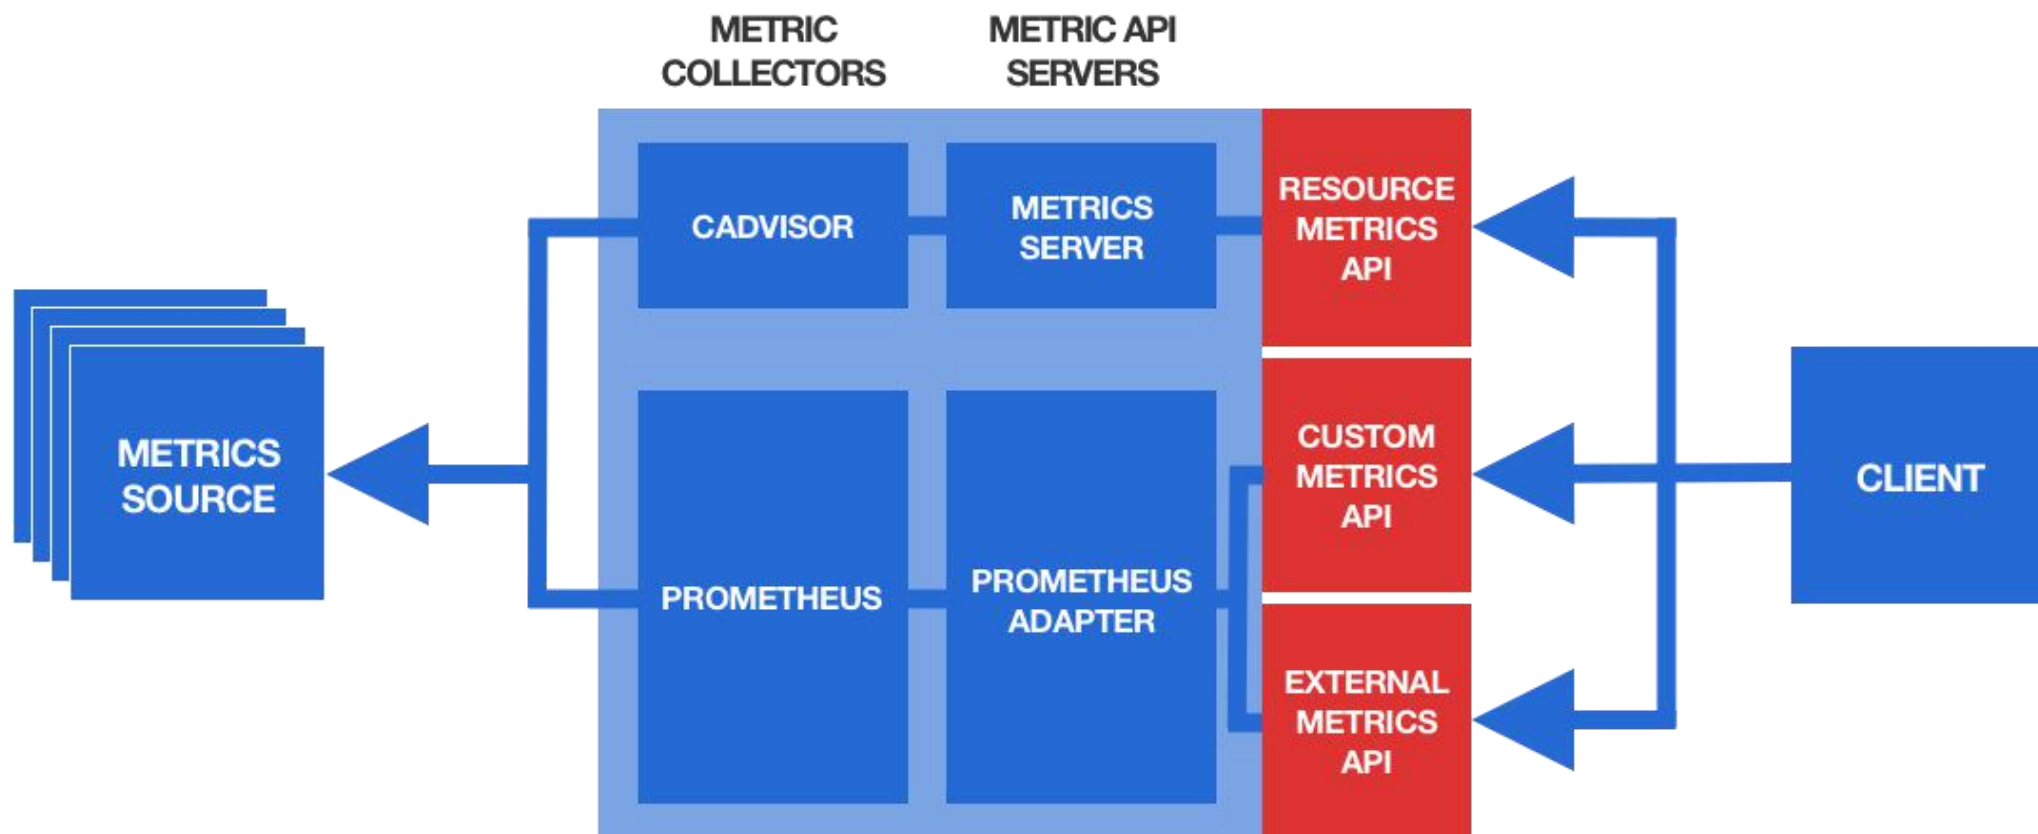 METRIC
COLLECTORS
METRIC API
SERVERS
CADVISOR
METRICS
SERVER
RESOURCE
METRICS
API
METRICS
SOURCE
PROMETHEUS
PROMETHEUS
ADAPTER
CUSTOM
METRICS
API
EXTERNAL
METRICS
API
CLIENT